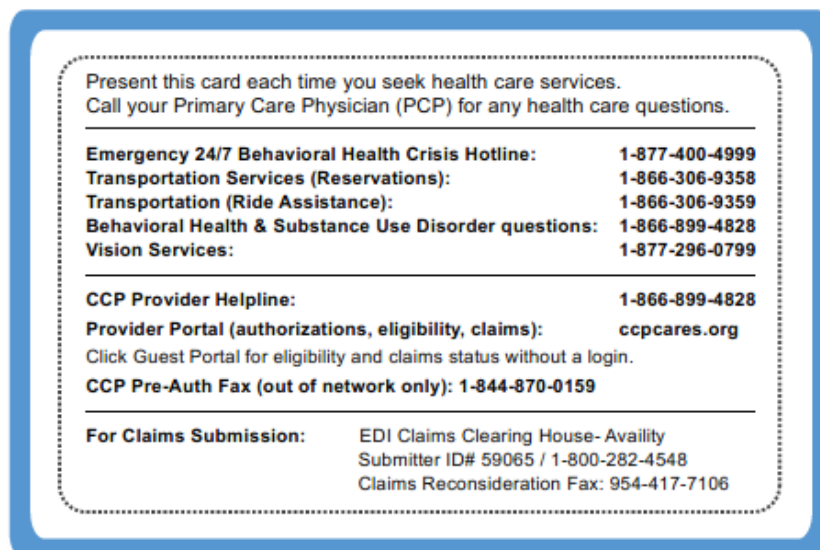 Present this card each time you seek health care services.
Call your Primary Care Physician (PCP) for any health care questions.
Emergency 24/7 Behavioral Health Crisis Hotline: 1-877-400-4999
Transportation Services (Reservations): 1-866-306-9358
Transportation (Ride Assistance): 1-866-306-9359
Behavioral Health & Substance Use Disorder questions: 1-866-899-4828
Vision Services: 1-877-296-0799
CCP Provider Helpline: 1-866-899-4828
Provider Portal (authorizations, eligibility, claims): ccpcares.org
Click Guest Portal for eligibility and claims status without a login.
CCP Pre-Auth Fax (out of network only): 1-844-870-0159
For Claims Submission: EDI Claims Clearing House- Availity
Submitter ID# 59065 / 1-800-282-4548
Claims Reconsideration Fax: 954-417-7106